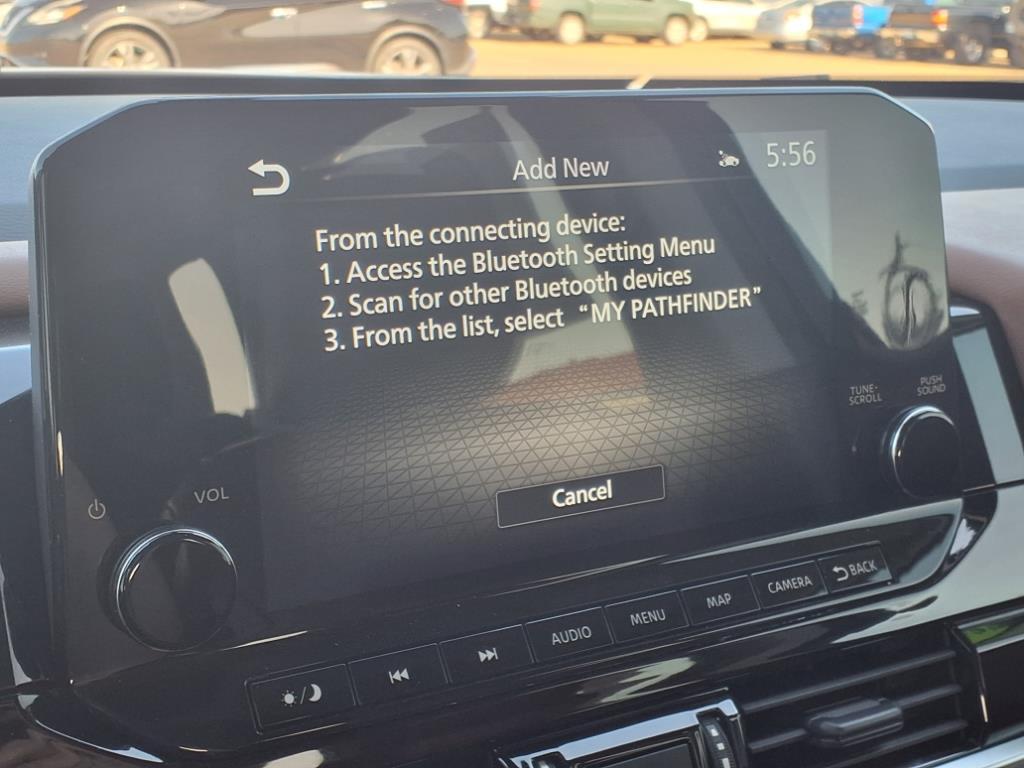 Add New
5:56
From the connecting device:
1. Access the Bluetooth Setting Menu
2. Scan for other Bluetooth devices
3. From the list, select “MY PATHFINDER”
Cancel
TUNE·
SCROLL
PUSH
SOUND
VOL
AUDIO
MENU
MAP
CAMERA
BACK